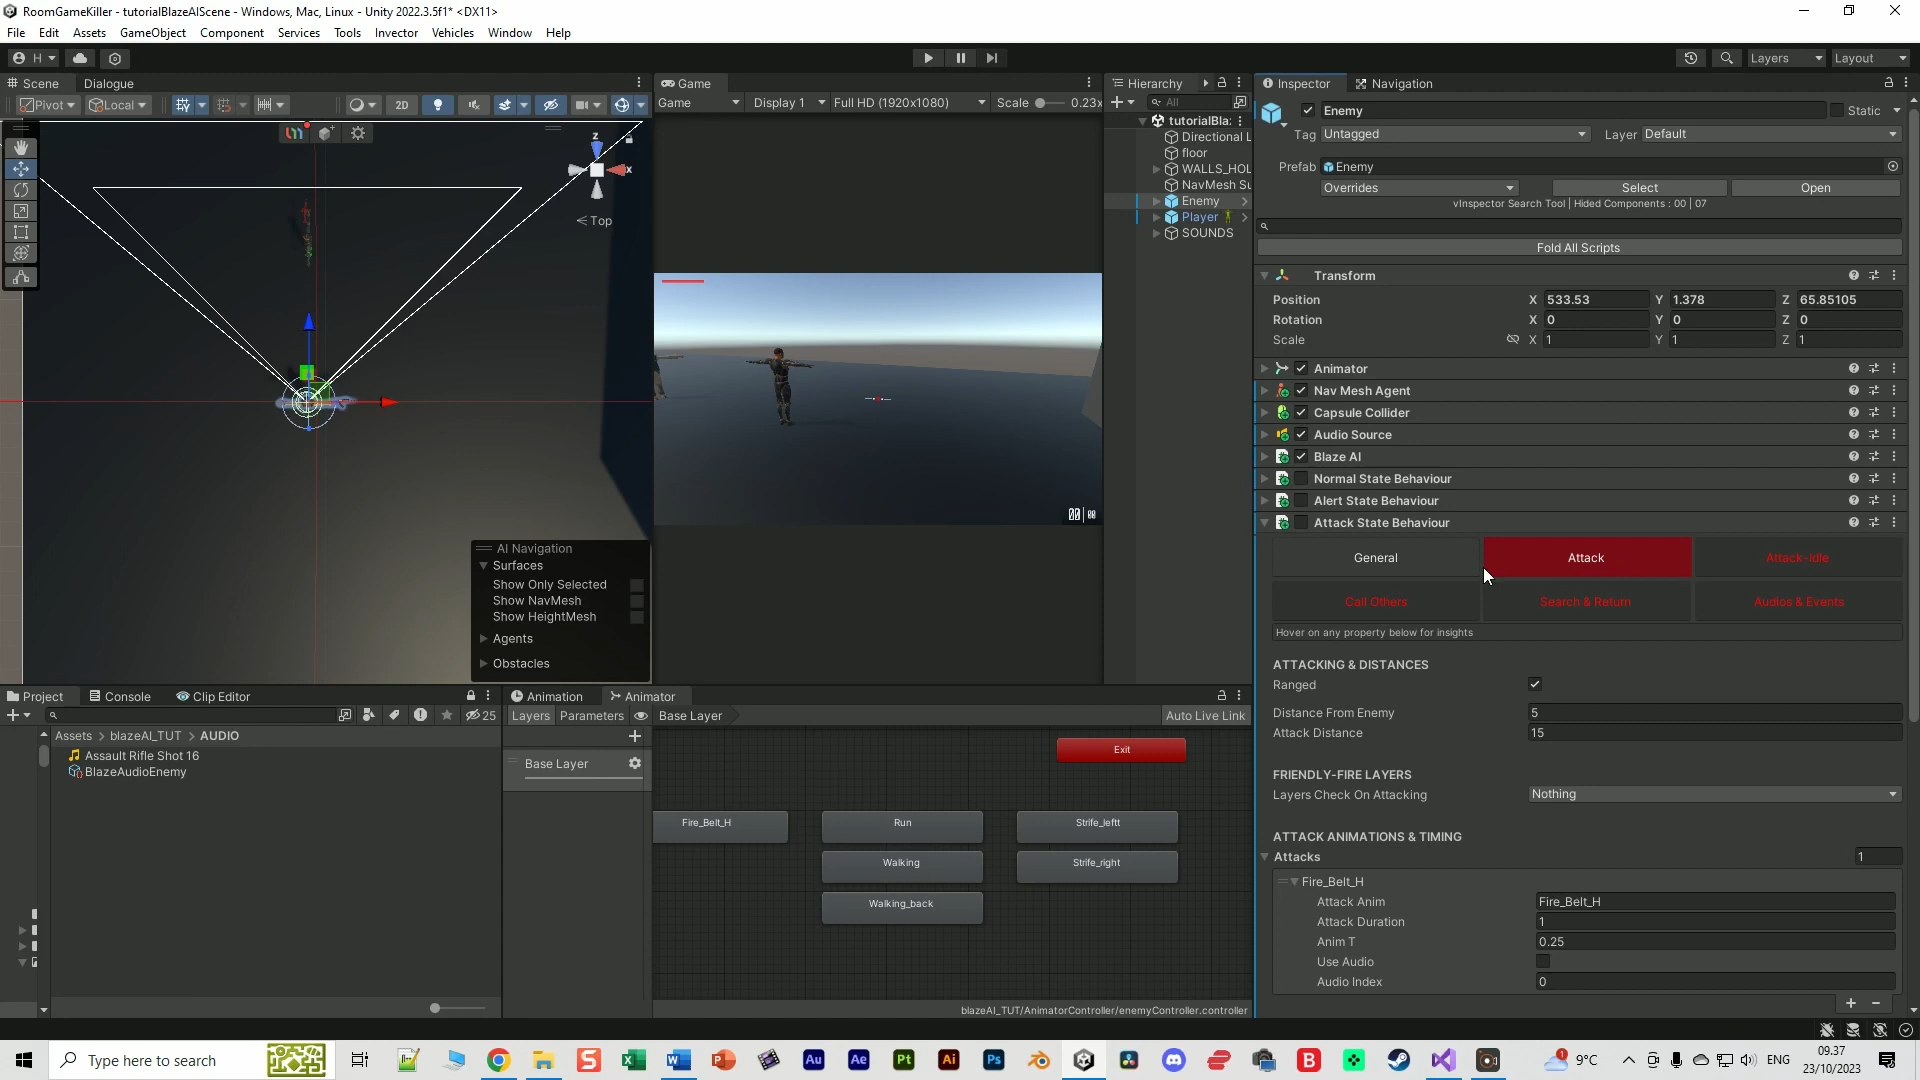 RoomGameKiller - tutorialBlazeAIScene - Windows, Mac, Linux - Unity 2022.3.5f1* <DX11>
File Edit Assets GameObject Component Services Tools Invector Vehicles Window Help
H Layers Layout
Scene Dialogue
Pivot Local 2D
Game
Game Display 1 Full HD (1920x1080) Scale 0.23x
Hierarchy
All
tutorialBla
Directional L
floor
WALLS_HOL
NavMesh Su
Enemy
Player
SOUNDS
z
x
< Top
AI Navigation
Surfaces
Show Only Selected
Show NavMesh
Show HeightMesh
Agents
Obstacles
00 | 00
Inspector Navigation
Enemy Static
Tag Untagged Layer Default
Prefab Enemy
Overrides Select Open
vInspector Search Tool | Hidden Components : 00 | 07
Fold All Scripts
Transform
Position X 533.53 Y 1.378 Z 65.85105
Rotation X 0 Y 0 Z 0
Scale X 1 Y 1 Z 1
Animator
Nav Mesh Agent
Capsule Collider
Audio Source
Blaze AI
Normal State Behaviour
Alert State Behaviour
Attack State Behaviour
General Attack Attack-Idle
Call Others Search & Return Audios & Events
Hover on any property below for insights
ATTACKING & DISTANCES
Ranged
Distance From Enemy 5
Attack Distance 15
FRIENDLY-FIRE LAYERS
Layers Check On Attacking Nothing
ATTACK ANIMATIONS & TIMING
Attacks 1
Fire_Belt_H
Attack Anim Fire_Belt_H
Attack Duration 1
Anim T 0.25
Use Audio
Audio Index 0
Project Console Clip Editor
25
Assets > blazeAI_TUT > AUDIO
Assault Rifle Shot 16
BlazeAudioEnemy
Animation Animator
Layers Parameters Base Layer Auto Live Link
Base Layer
Exit
Fire_Belt_H Run Strife_leftt
Walking Strife_right
Walking_back
blazeAI_TUT/AnimatorController/enemyController.controller
Type here to search
9°C ENG
09.37
23/10/2023